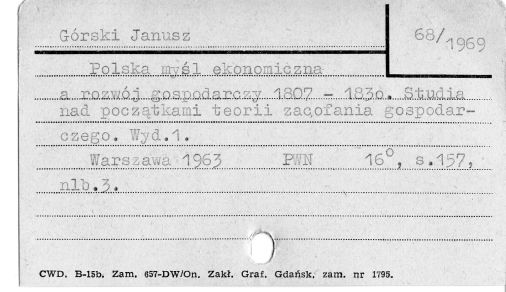 Górski Janusz
68/1969
Polska myśl ekonomiczna
a rozwój gospodarczy 1807 - 1830. Studia
nad początkami teorii zacofania gospodar-
czego. Wyd.1.
Warszawa 1963 PWN 16°, s.157,
nlb.3.
CWD. B-15b. Zam. 657-DW/On. Zakł. Graf. Gdańsk, zam. nr 1795.